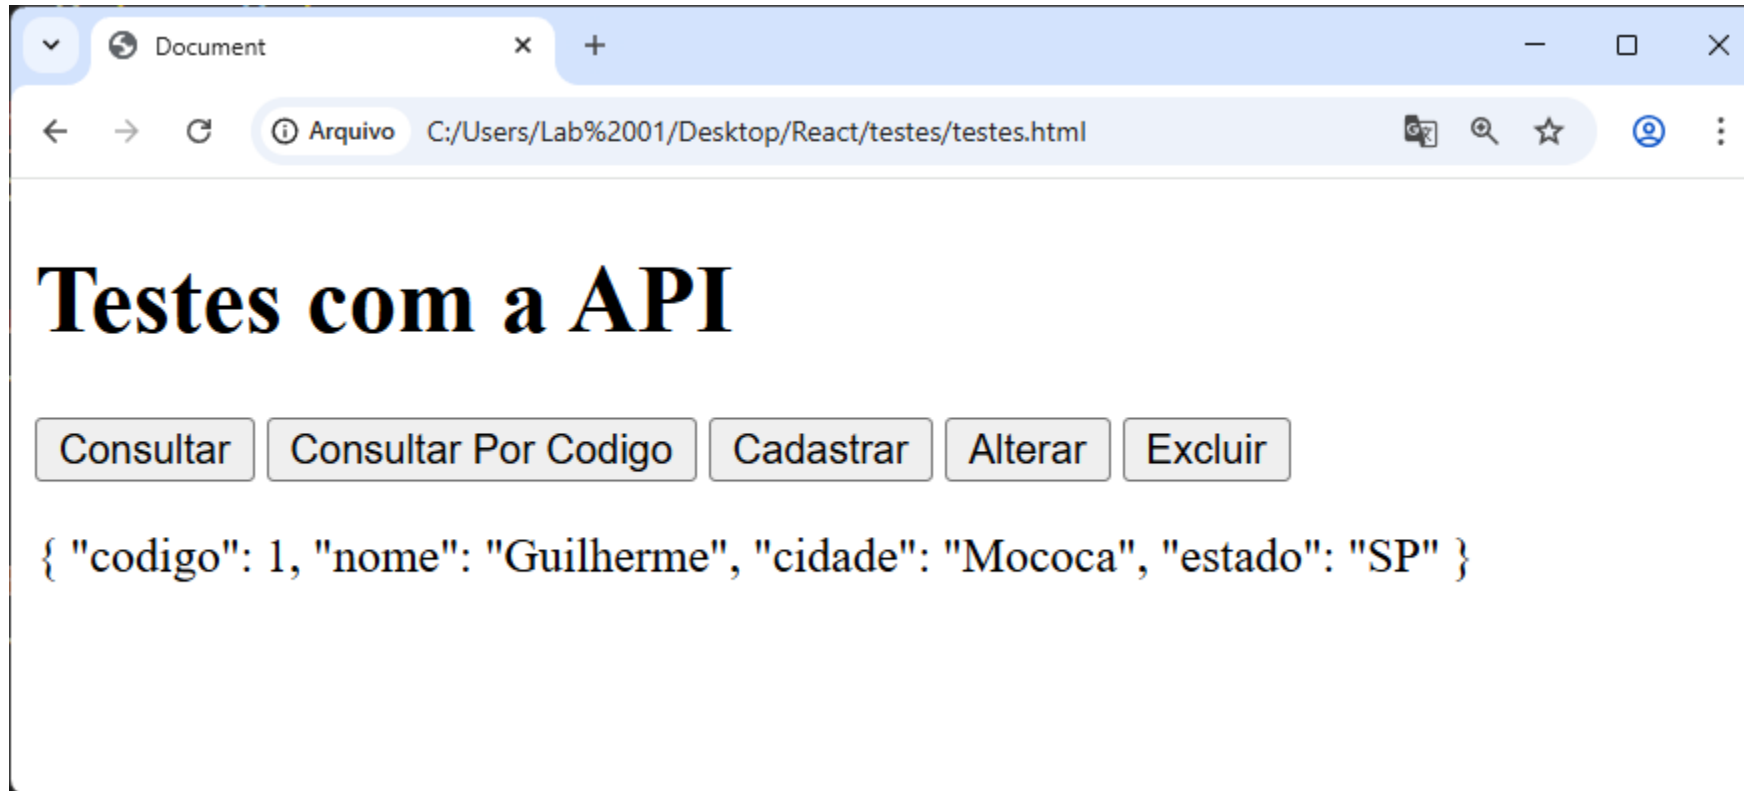 Document
Arquivo C:/Users/Lab%2001/Desktop/React/testes/testes.html
Testes com a API
Consultar Consultar Por Codigo Cadastrar Alterar Excluir
{ "codigo": 1, "nome": "Guilherme", "cidade": "Mococa", "estado": "SP" }